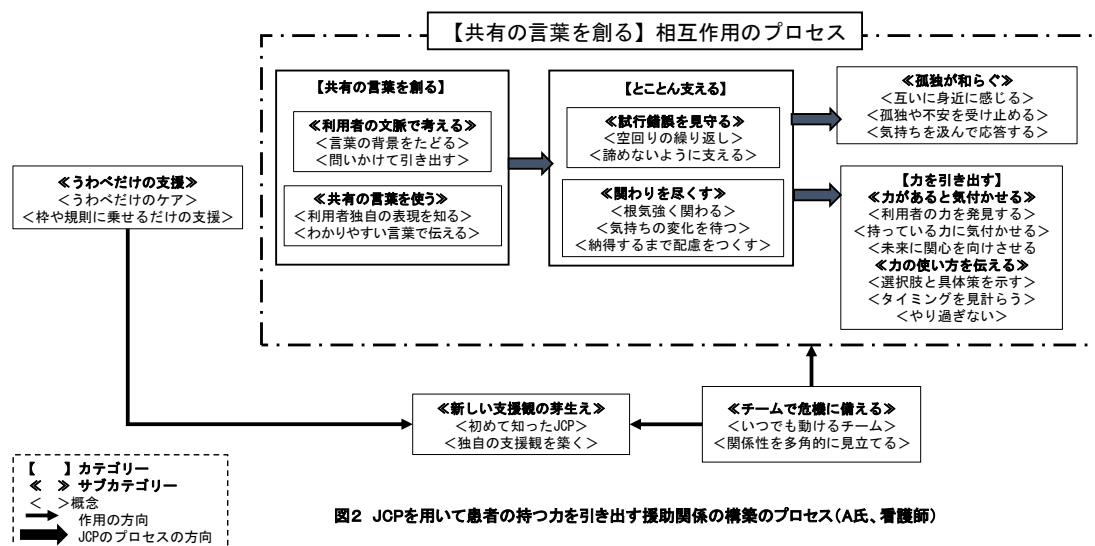 【共有の言葉を創る】相互作用のプロセス
【共有の言葉を創る】
≪利用者の文脈で考える≫
＜言葉の背景をたどる＞
＜問いかけて引き出す＞
≪共有の言葉を使う≫
＜利用者独自の表現を知る＞
＜わかりやすい言葉で伝える＞
【とことん支える】
≪試行錯誤を見守る≫
＜空回りの繰り返し＞
＜諦めないように支える＞
≪関わりを尽くす≫
＜根気強く関わる＞
＜気持ちの変化を待つ＞
＜納得するまで配慮をつくす＞
≪孤独が和らぐ≫
＜互いに身近に感じる＞
＜孤独や不安を受け止める＞
＜気持ちを汲んで応答する＞
【力を引き出す】
≪力があると気付かせる≫
＜利用者の力を発見する＞
＜持っている力に気付かせる＞
＜未来に関心を向けさせる
≪力の使い方を伝える≫
＜選択肢と具体策を示す＞
＜タイミングを見計らう＞
＜やり過ぎない＞
≪うわべだけの支援≫
＜うわべだけのケア＞
＜枠や規則に乗せるだけの支援＞
≪新しい支援観の芽生え≫
＜初めて知ったJCP＞
＜独自の支援観を築く＞
≪チームで危機に備える≫
＜いつでも動けるチーム＞
＜関係性を多角的に見立てる＞
【　　】カテゴリー
≪　≫ サブカテゴリー
＜　＞概念
作用の方向
JCPのプロセスの方向
図2 JCPを用いて患者の持つ力を引き出す援助関係の構築のプロセス(A氏、看護師)